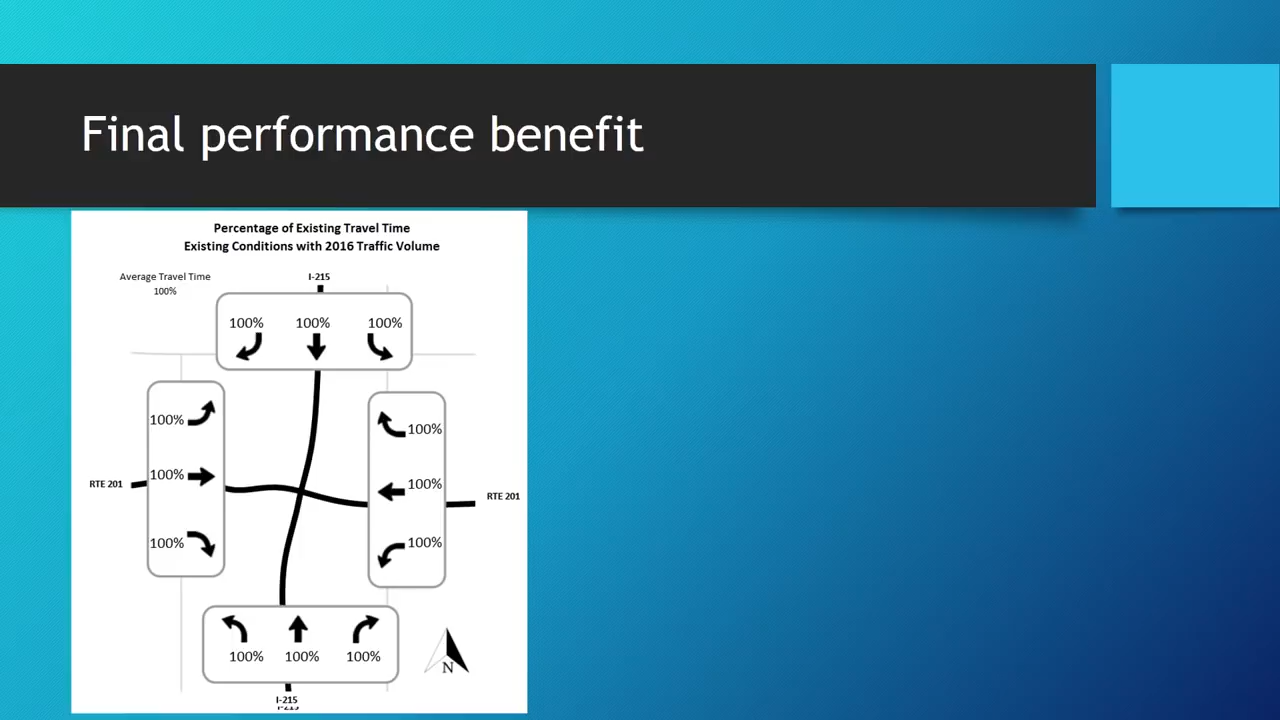 Final performance benefit
Percentage of Existing Travel Time
Existing Conditions with 2016 Traffic Volume
Average Travel Time
100%
I-215
100% 100% 100%
100%
100%
100%
100%
100%
100%
RTE 201
RTE 201
100% 100% 100%
N
I-215
I-215